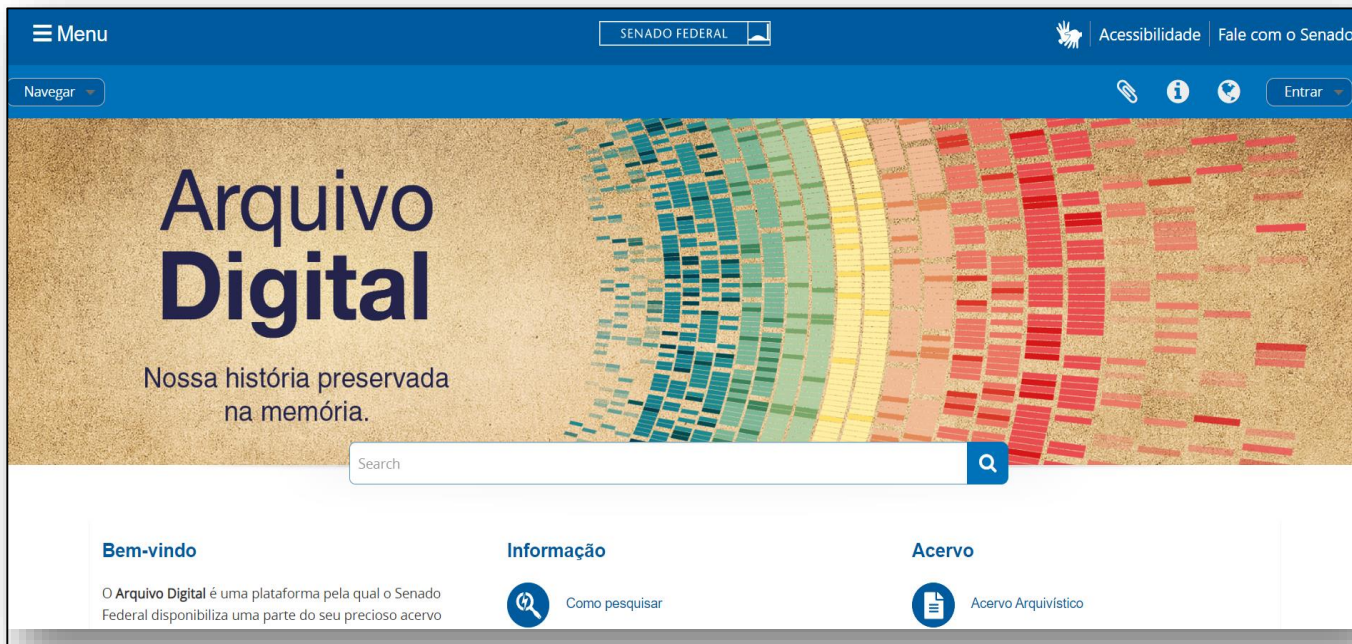 Menu
SENADO FEDERAL
Acessibilidade
Fale com o Senado
Navegar
Entrar
Arquivo
Digital
Nossa história preservada
na memória.
Search
Bem-vindo
O Arquivo Digital é uma plataforma pela qual o Senado
Federal disponibiliza uma parte do seu precioso acervo
Informação
Como pesquisar
Acervo
Acervo Arquivístico